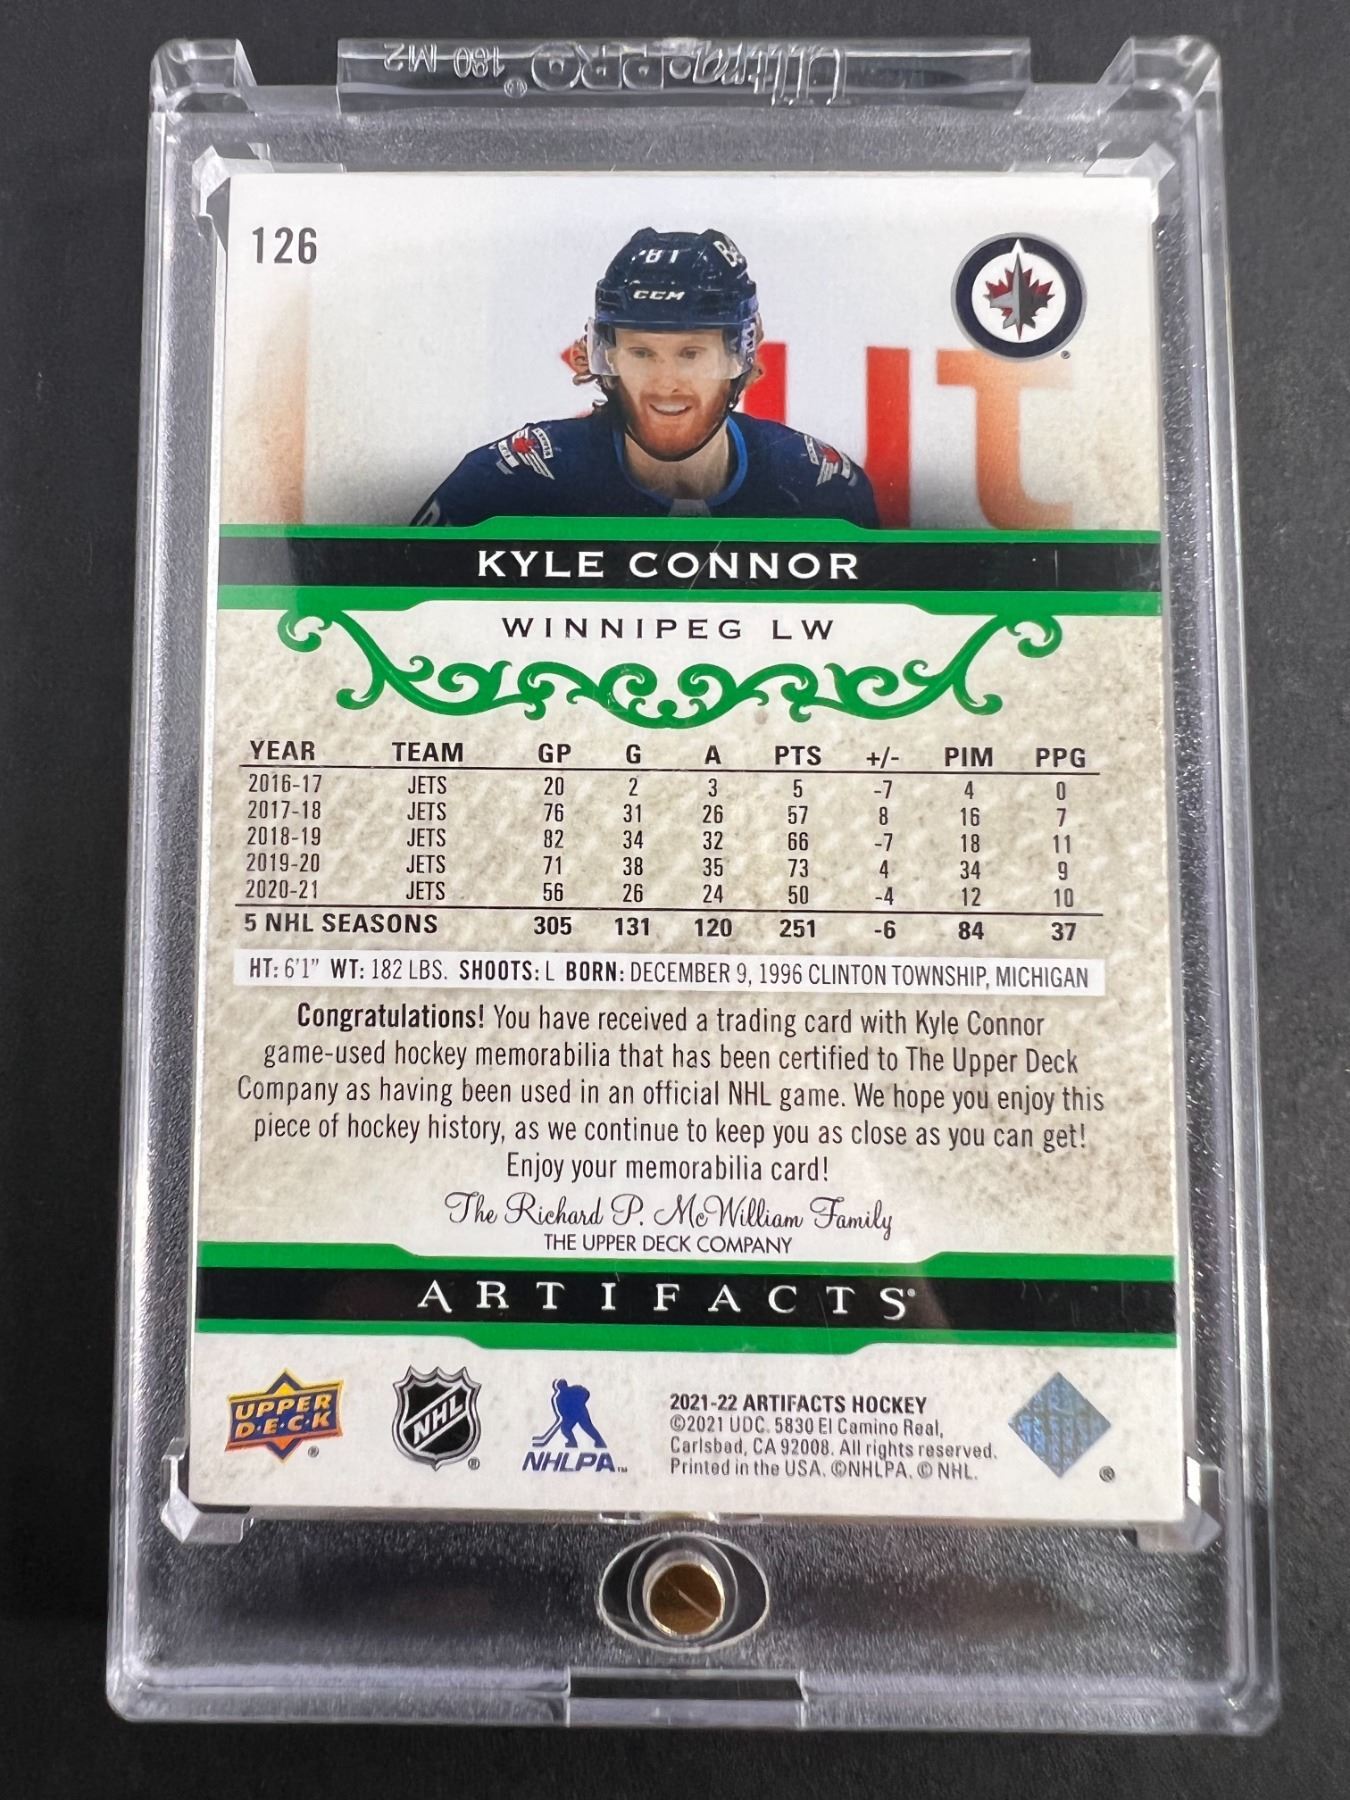 Ultra PRO® 180 M2
126
81
CCM
KYLE CONNOR
WINNIPEG LW
YEAR TEAM GP G A PTS +/- PIM PPG
2016-17 JETS 20 2 3 5 -7 4 0
2017-18 JETS 76 31 26 57 8 16 7
2018-19 JETS 82 34 32 66 -7 18 11
2019-20 JETS 71 38 35 73 4 34 9
2020-21 JETS 56 26 24 50 -4 12 10
5 NHL SEASONS 305 131 120 251 -6 84 37
HT: 6'1" WT: 182 LBS. SHOOTS: L BORN: DECEMBER 9, 1996 CLINTON TOWNSHIP, MICHIGAN
Congratulations! You have received a trading card with Kyle Connor
game-used hockey memorabilia that has been certified to The Upper Deck
Company as having been used in an official NHL game. We hope you enjoy this
piece of hockey history, as we continue to keep you as close as you can get!
Enjoy your memorabilia card!
The Richard P. McWilliam Family
THE UPPER DECK COMPANY
ARTIFACTS®
UPPER
D·E·C·K
®
NHL
®
NHLPA™
2021-22 ARTIFACTS HOCKEY
©2021 UDC. 5830 El Camino Real,
Carlsbad, CA 92008. All rights reserved.
Printed in the USA. ©NHLPA. © NHL.
®